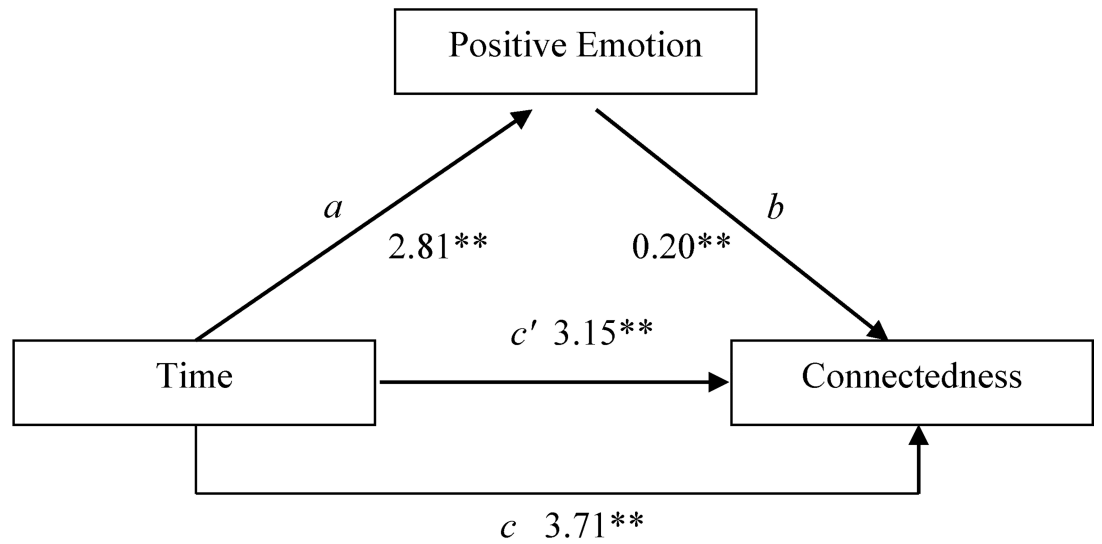 Positive Emotion
a
b
2.81**
0.20**
c′ 3.15**
Time
Connectedness
c 3.71**